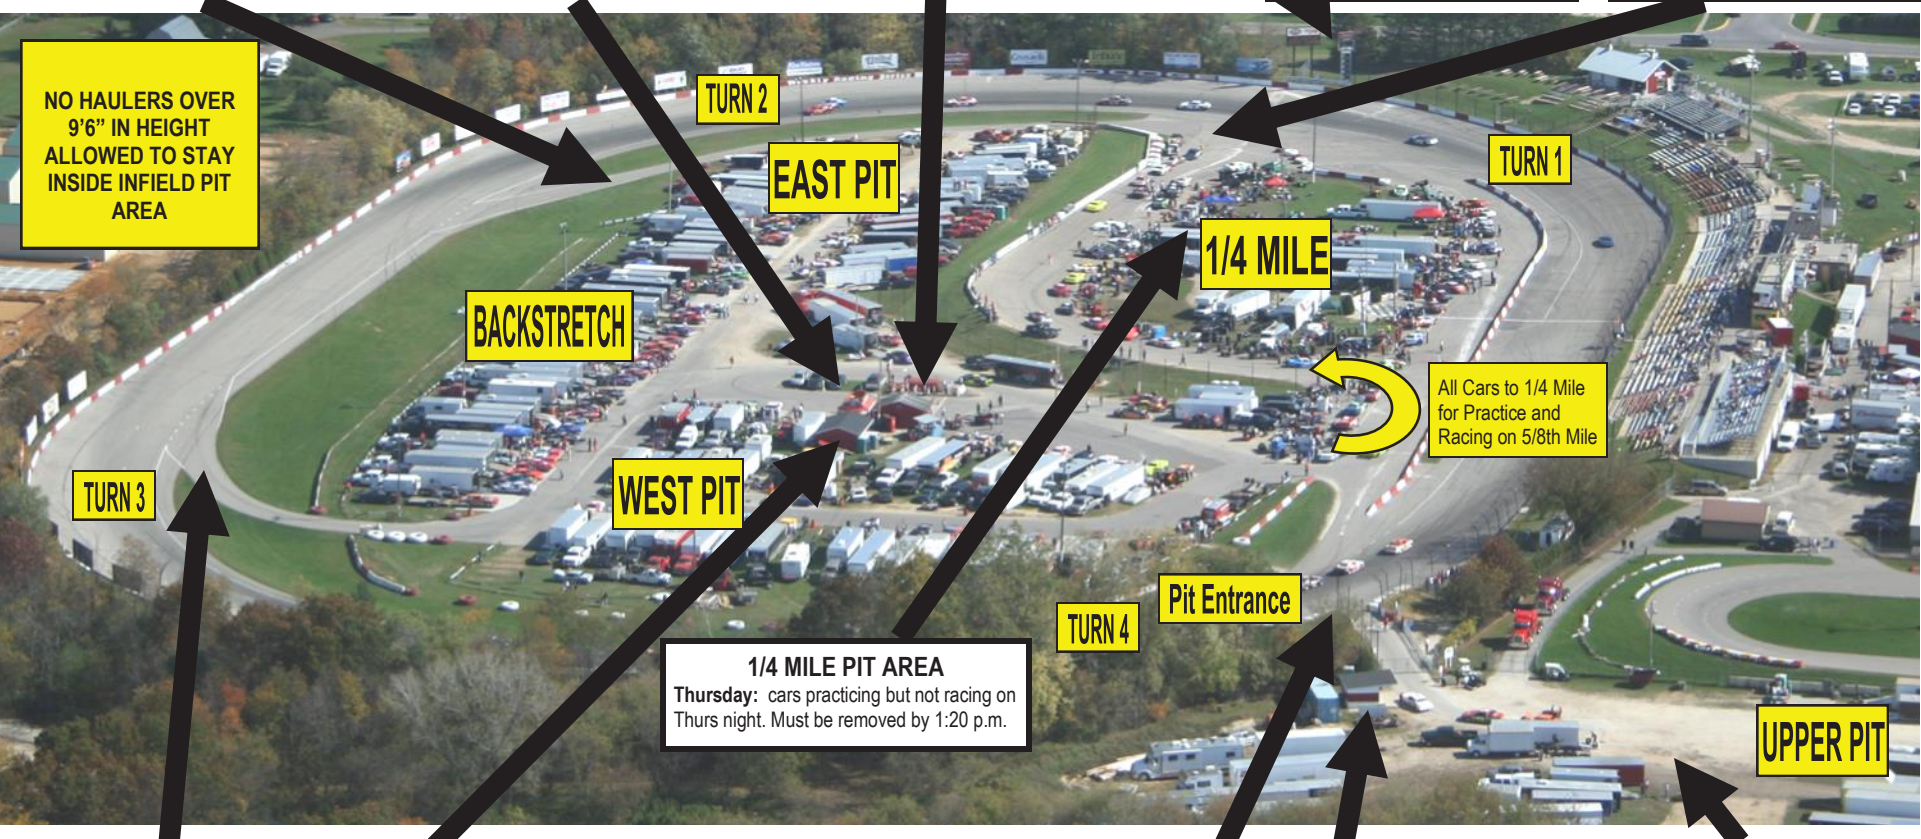 NO HAULERS OVER
9’6” IN HEIGHT
ALLOWED TO STAY
INSIDE INFIELD PIT
AREA
TURN 2
EAST PIT
TURN 1
1/4 MILE
BACKSTRETCH
All Cars to 1/4 Mile
for Practice and
Racing on 5/8th Mile
TURN 3
WEST PIT
Pit Entrance
TURN 4
1/4 MILE PIT AREA
Thursday: cars practicing but not racing on
Thurs night. Must be removed by 1:20 p.m.
UPPER PIT